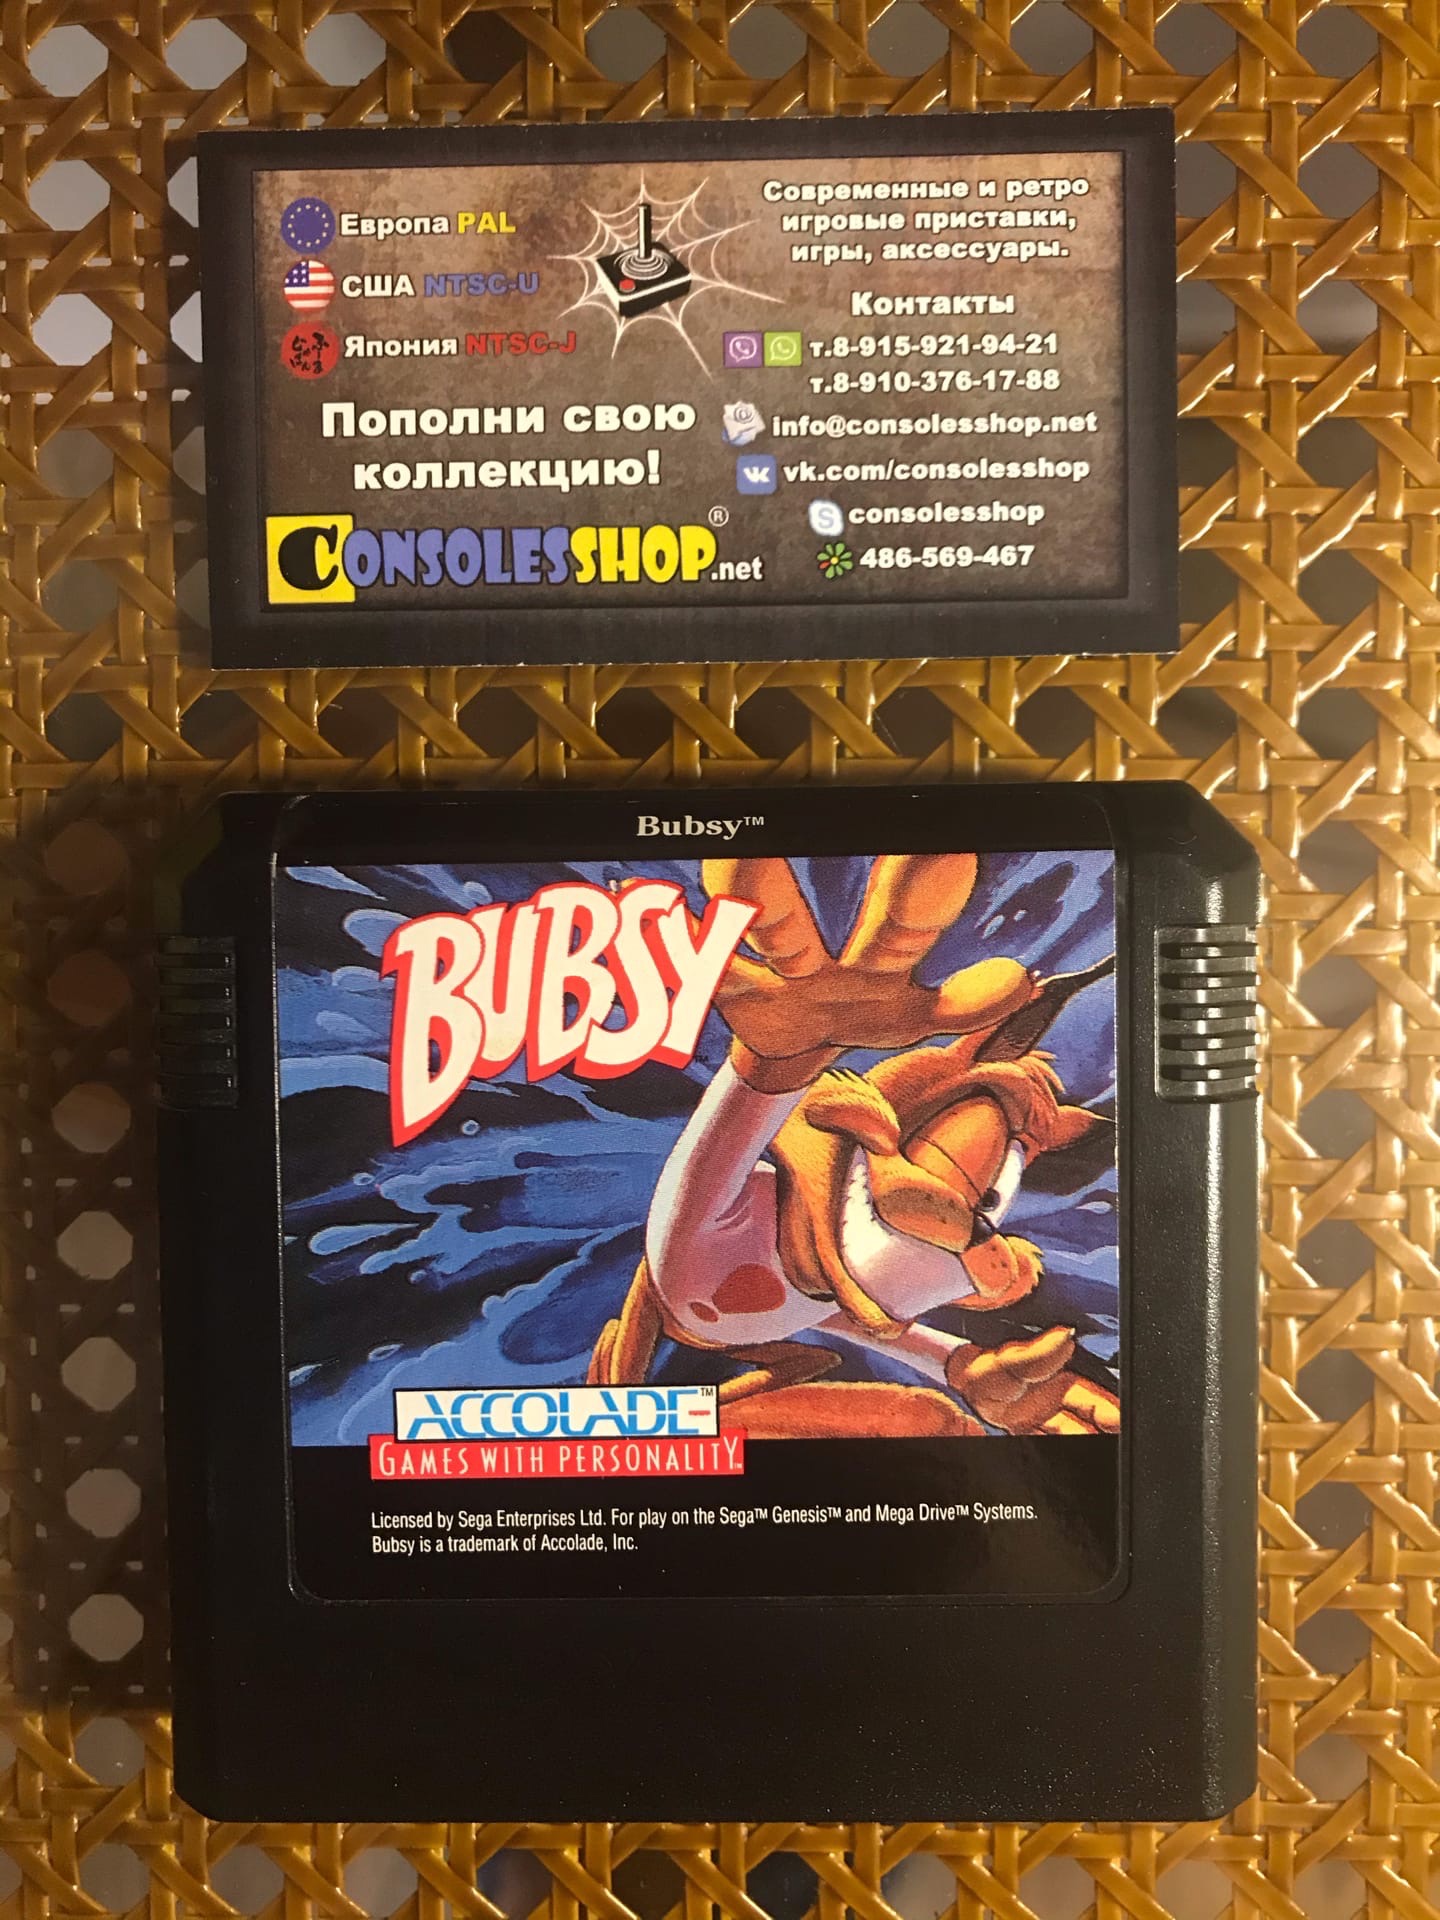 Европа PAL
США NTSC-U
Япония NTSC-J
Пополни свою
коллекцию!
CONSOLESSHOP.net®
Современные и ретро
игровые приставки,
игры, аксессуары.
Контакты
т.8-915-921-94-21
т.8-910-376-17-88
info@consolesshop.net
vk.com/consolesshop
consolesshop
486-569-467
Bubsy™
BUBSY™
ACCOLADE™
GAMES WITH PERSONALITY™
Licensed by Sega Enterprises Ltd. For play on the Sega™ Genesis™ and Mega Drive™ Systems.
Bubsy is a trademark of Accolade, Inc.